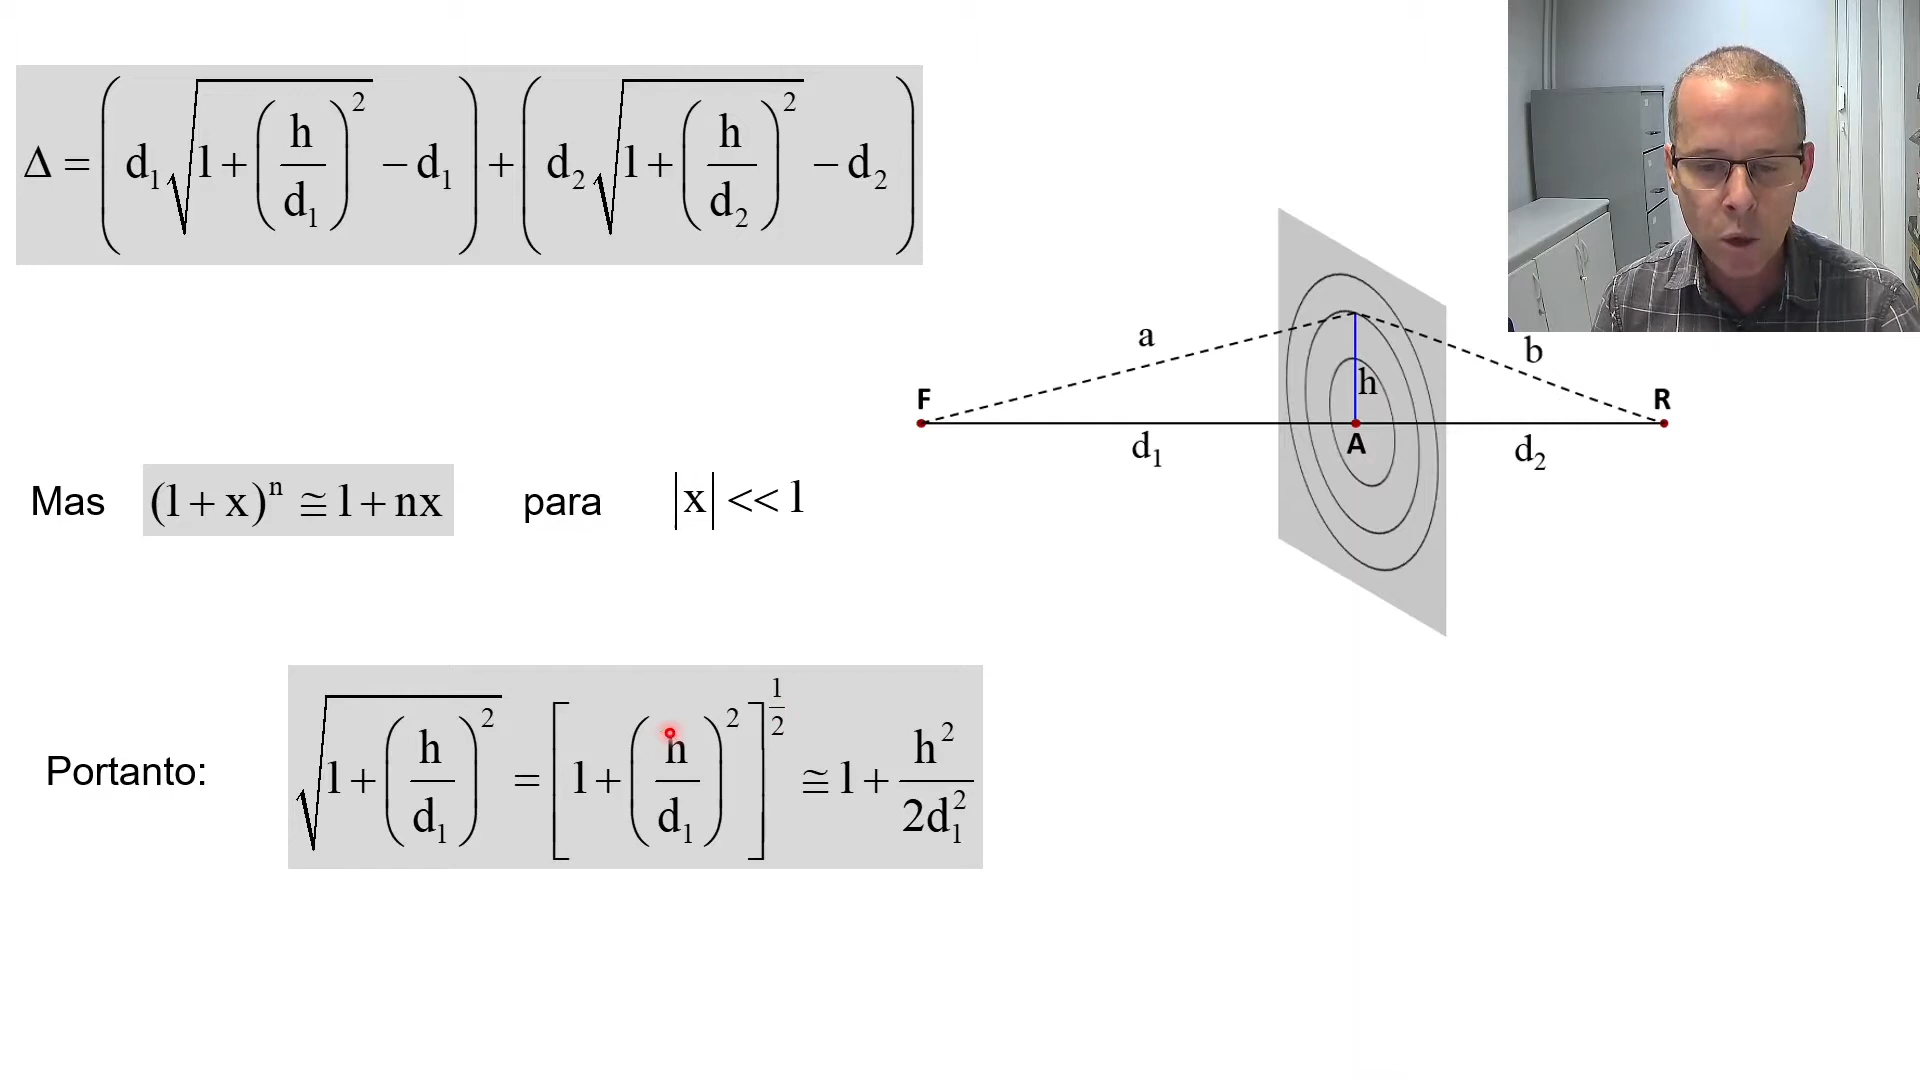 Δ = ( d₁√(1 + (h/d₁)²) − d₁ ) + ( d₂√(1 + (h/d₂)²) − d₂ )
a
b
h
F
R
d₁
A
d₂
Mas (1 + x)ⁿ ≅ 1 + nx para |x| << 1
Portanto: √(1 + (h/d₁)²) = [1 + (h/d₁)²]^(1/2) ≅ 1 + h²/2d₁²